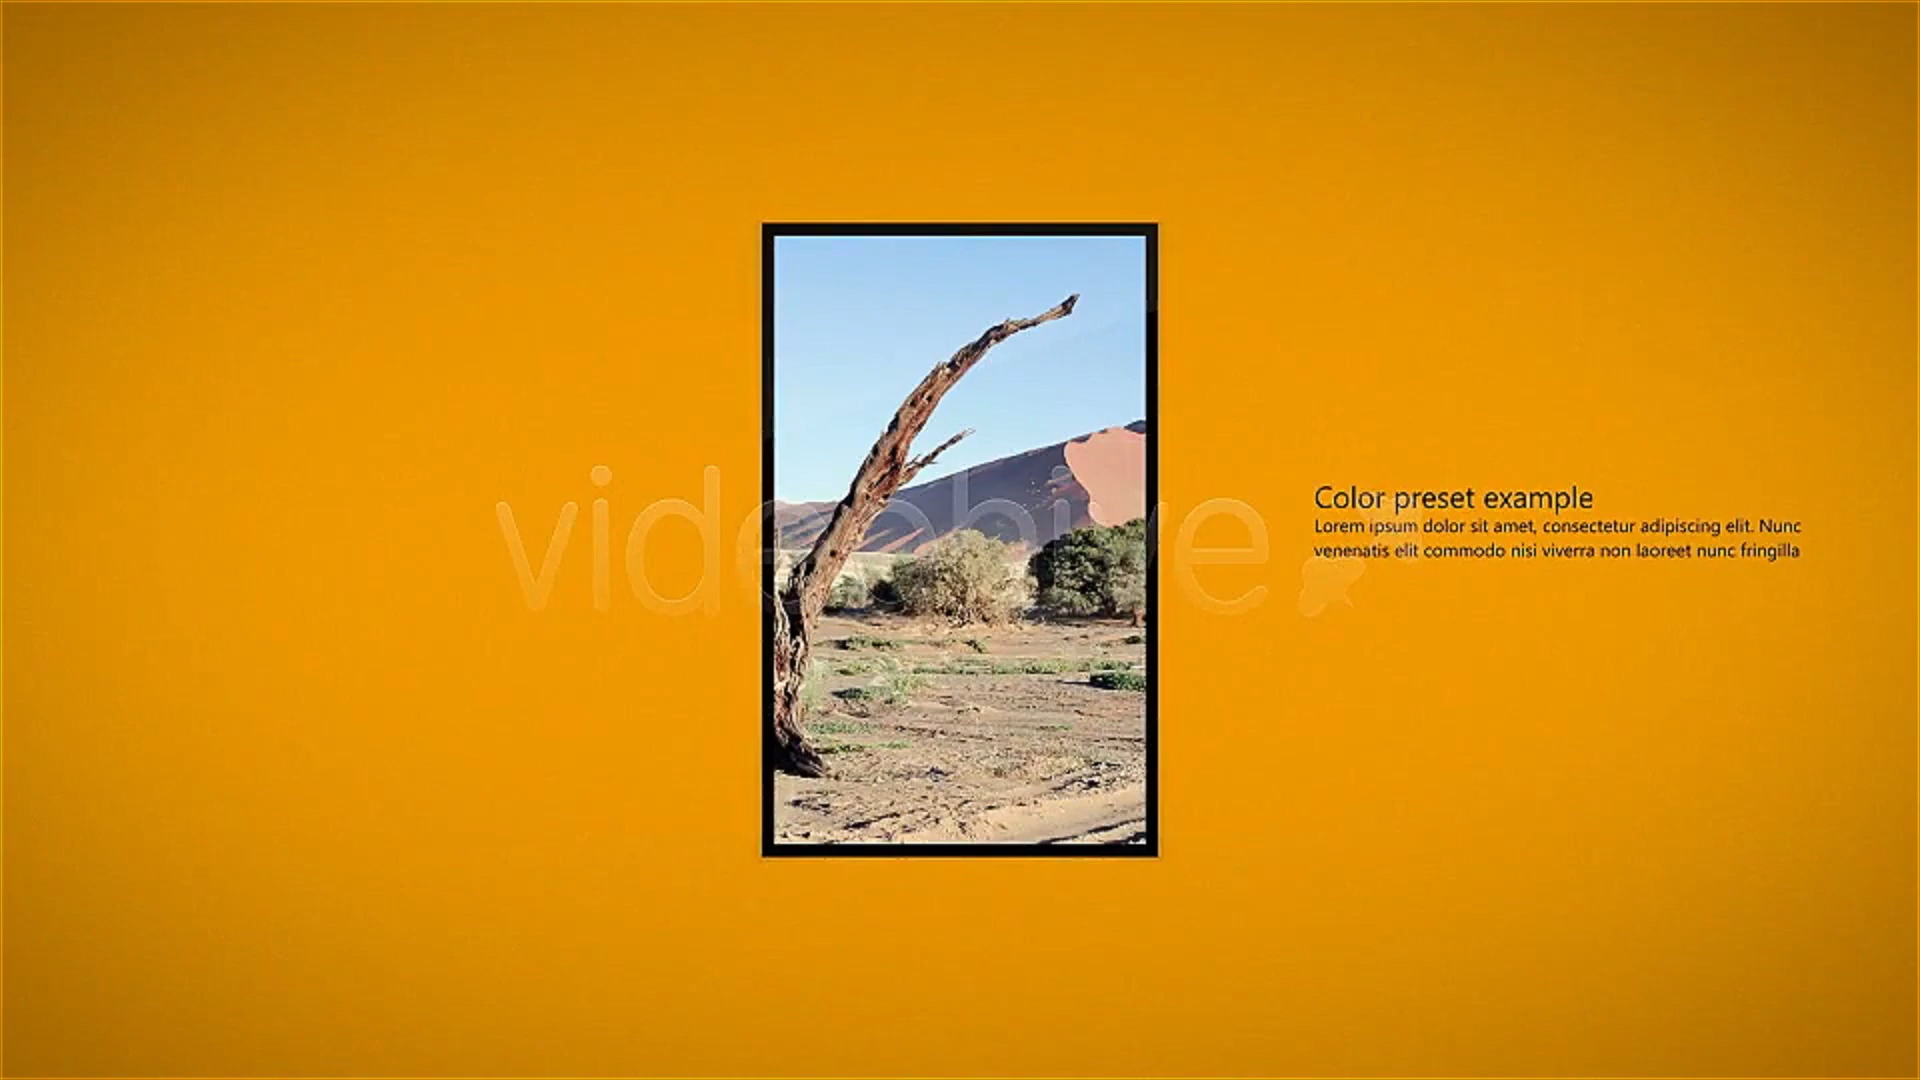 videohive
Color preset example
Lorem ipsum dolor sit amet, consectetur adipiscing elit. Nunc
venenatis elit commodo nisi viverra non laoreet nunc fringilla